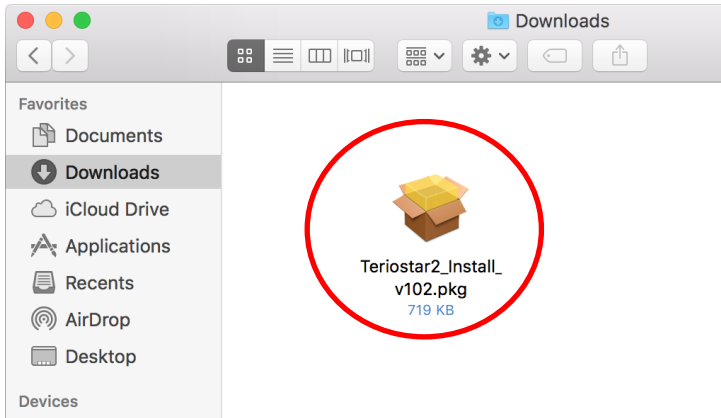 Downloads
Favorites
Documents
Downloads
iCloud Drive
Applications
Recents
AirDrop
Desktop
Devices
Teriostar2_Install_
v102.pkg
719 KB